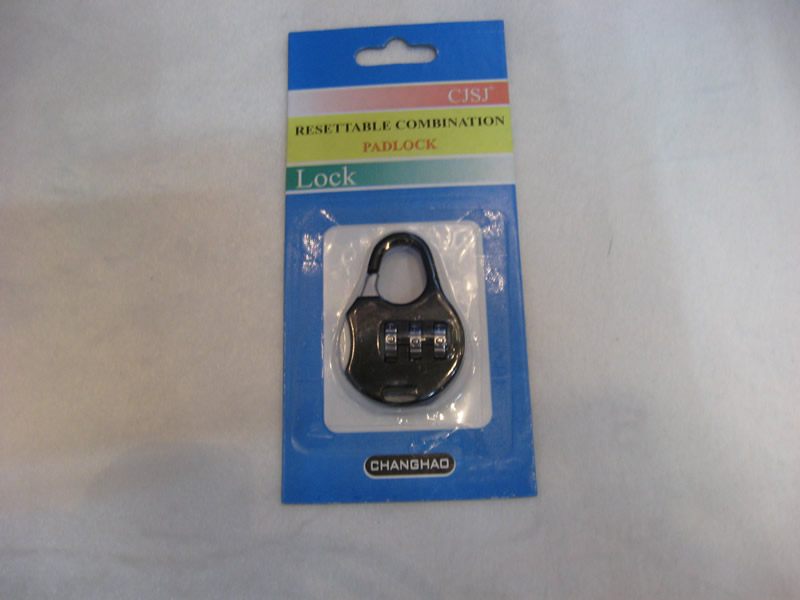 CJSJ
RESETTABLE COMBINATION
PADLOCK
Lock
CHANGHAO